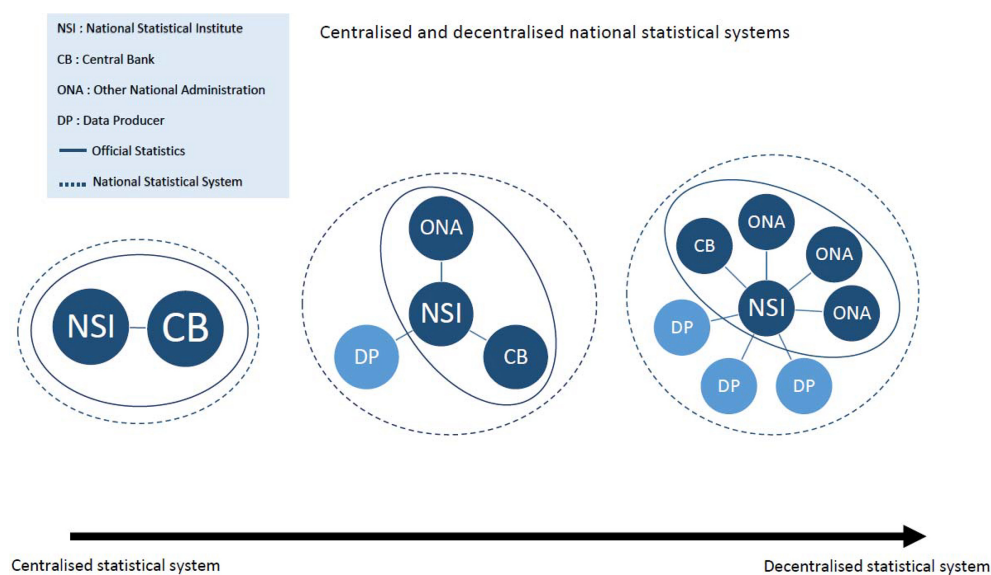 NSI : National Statistical Institute
CB : Central Bank
ONA : Other National Administration
DP : Data Producer
Official Statistics
National Statistical System
Centralised and decentralised national statistical systems
NSI
CB
ONA
NSI
DP
CB
ONA
CB
ONA
NSI
ONA
DP
DP
DP
Centralised statistical system
Decentralised statistical system